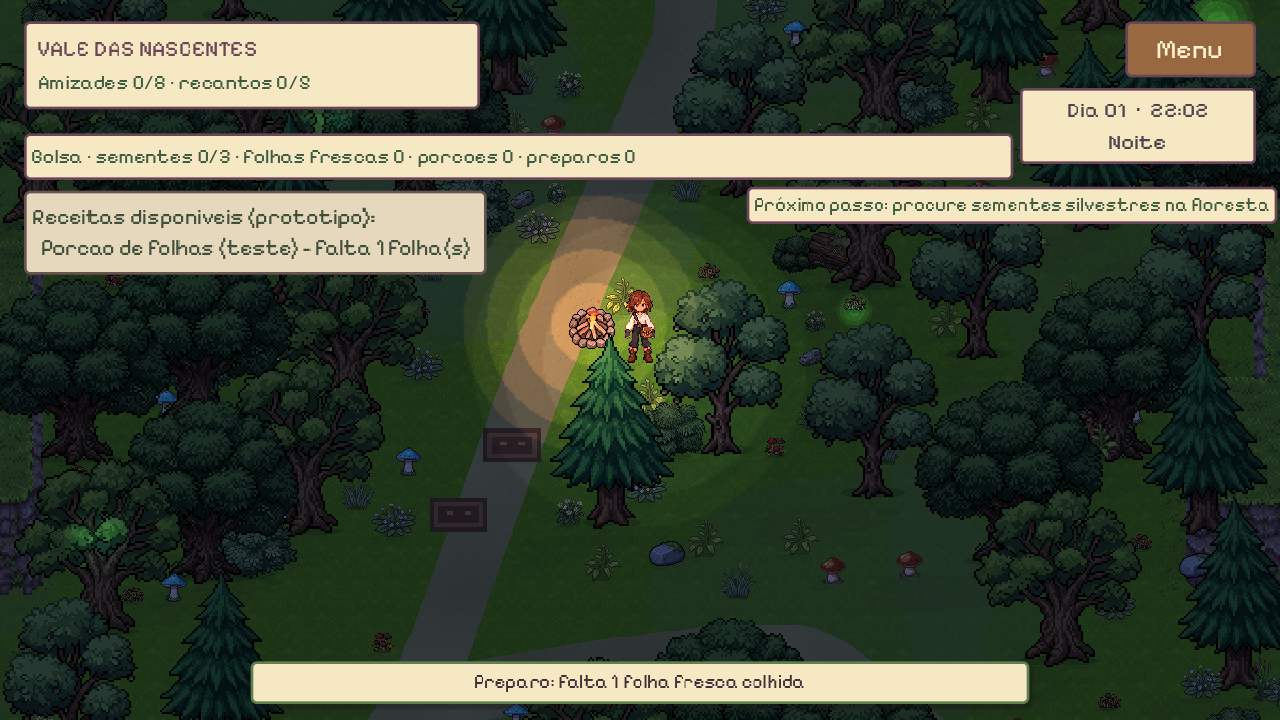 VALE DAS NASCENTES
Amizades 0/8 · recantos 0/8
Menu
Dia 01 · 22:02
Noite
Bolsa · sementes 0/3 · folhas frescas 0 · porcoes 0 · preparos 0
Próximo passo: procure sementes silvestres na floresta
Receitas disponiveis (prototipo):
Porcao de folhas (teste) - falta 1 folha(s)
Preparo: falta 1 folha fresca colhida